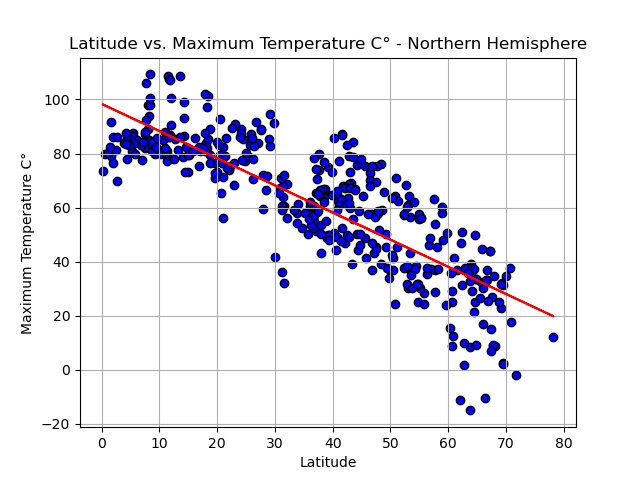 Latitude vs. Maximum Temperature C° - Northern Hemisphere
Maximum Temperature C°
100
80
60
40
20
0
−20
0 10 20 30 40 50 60 70 80
Latitude